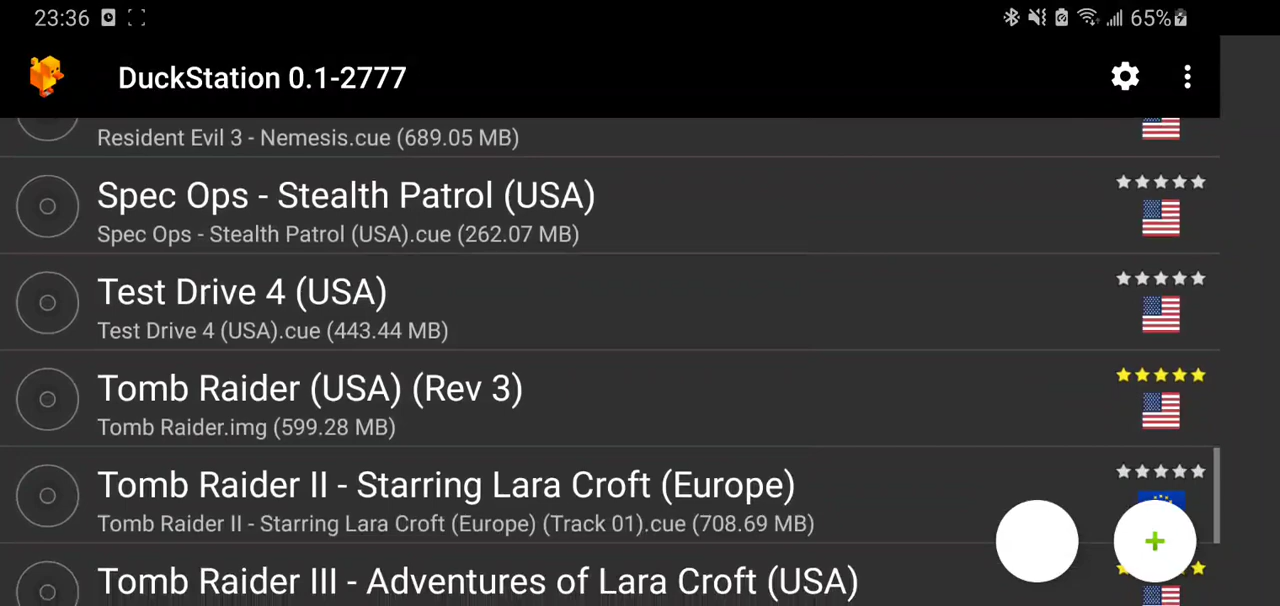 23:36
65%
DuckStation 0.1-2777
Resident Evil 3 - Nemesis.cue (689.05 MB)
Spec Ops - Stealth Patrol (USA)
Spec Ops - Stealth Patrol (USA).cue (262.07 MB)
Test Drive 4 (USA)
Test Drive 4 (USA).cue (443.44 MB)
Tomb Raider (USA) (Rev 3)
Tomb Raider.img (599.28 MB)
Tomb Raider II - Starring Lara Croft (Europe)
Tomb Raider II - Starring Lara Croft (Europe) (Track 01).cue (708.69 MB)
Tomb Raider III - Adventures of Lara Croft (USA)